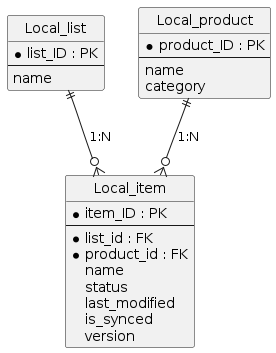 Local_list
list_ID : PK
name
Local_product
product_ID : PK
name
category
1:N
1:N
Local_item
item_ID : PK
list_id : FK
product_id : FK
name
status
last_modified
is_synced
version